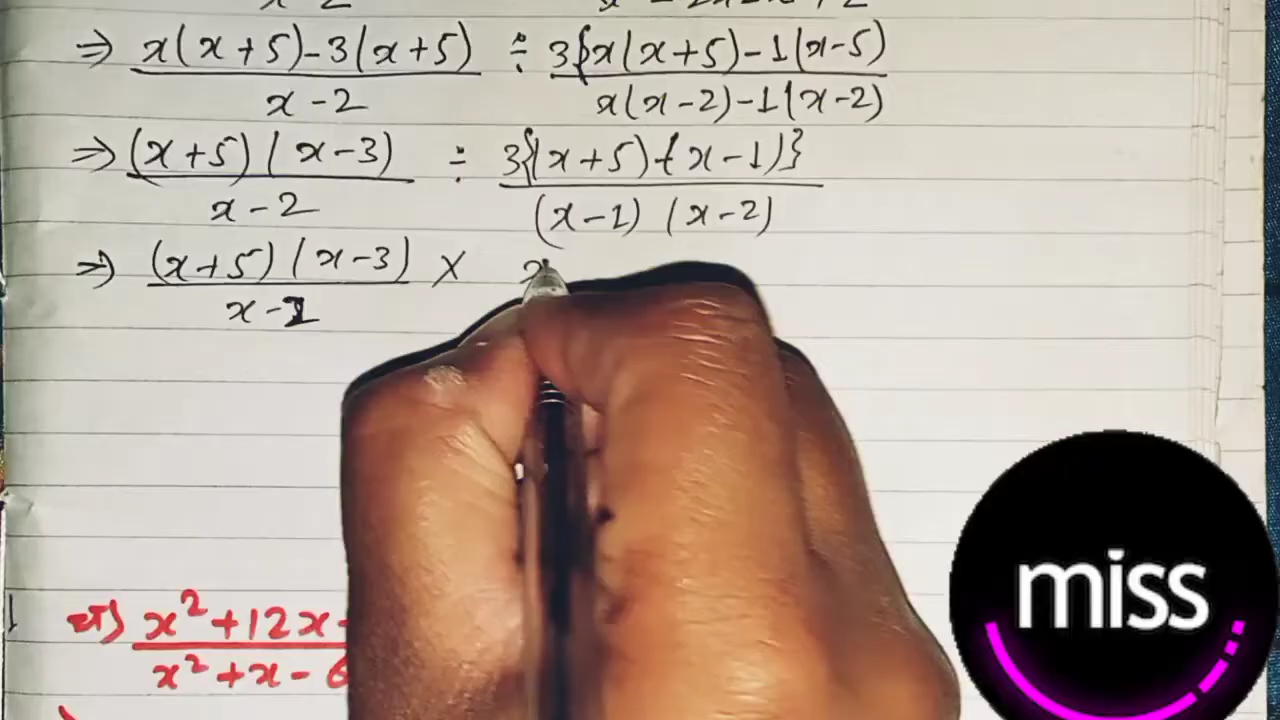 ⇒ x(x+5)-3(x+5) ÷ 3{x(x+5)-1(x-5)
x-2 x(x-2)-1(x-2)
⇒ (x+5)(x-3) ÷ 3{(x+5)(x-1)}
x-2 (x-1)(x-2)
⇒ (x+5)(x-3) ×
x-2
x²+12x-
x²+x-6
miss